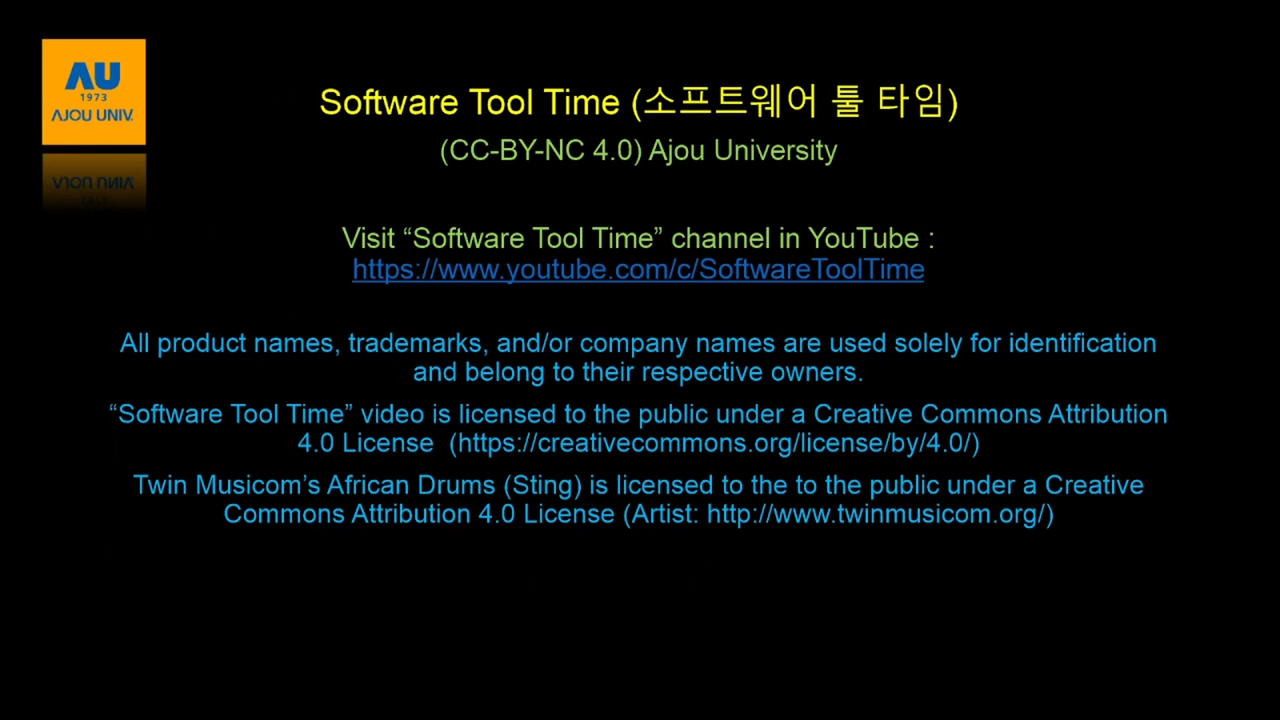 AU
1973
AJOU UNIV.
Software Tool Time (소프트웨어 툴 타임)
(CC-BY-NC 4.0) Ajou University
Visit “Software Tool Time” channel in YouTube :
https://www.youtube.com/c/SoftwareToolTime
All product names, trademarks, and/or company names are used solely for identification
and belong to their respective owners.
“Software Tool Time” video is licensed to the public under a Creative Commons Attribution
4.0 License (https://creativecommons.org/license/by/4.0/)
Twin Musicom’s African Drums (Sting) is licensed to the to the public under a Creative
Commons Attribution 4.0 License (Artist: http://www.twinmusicom.org/)